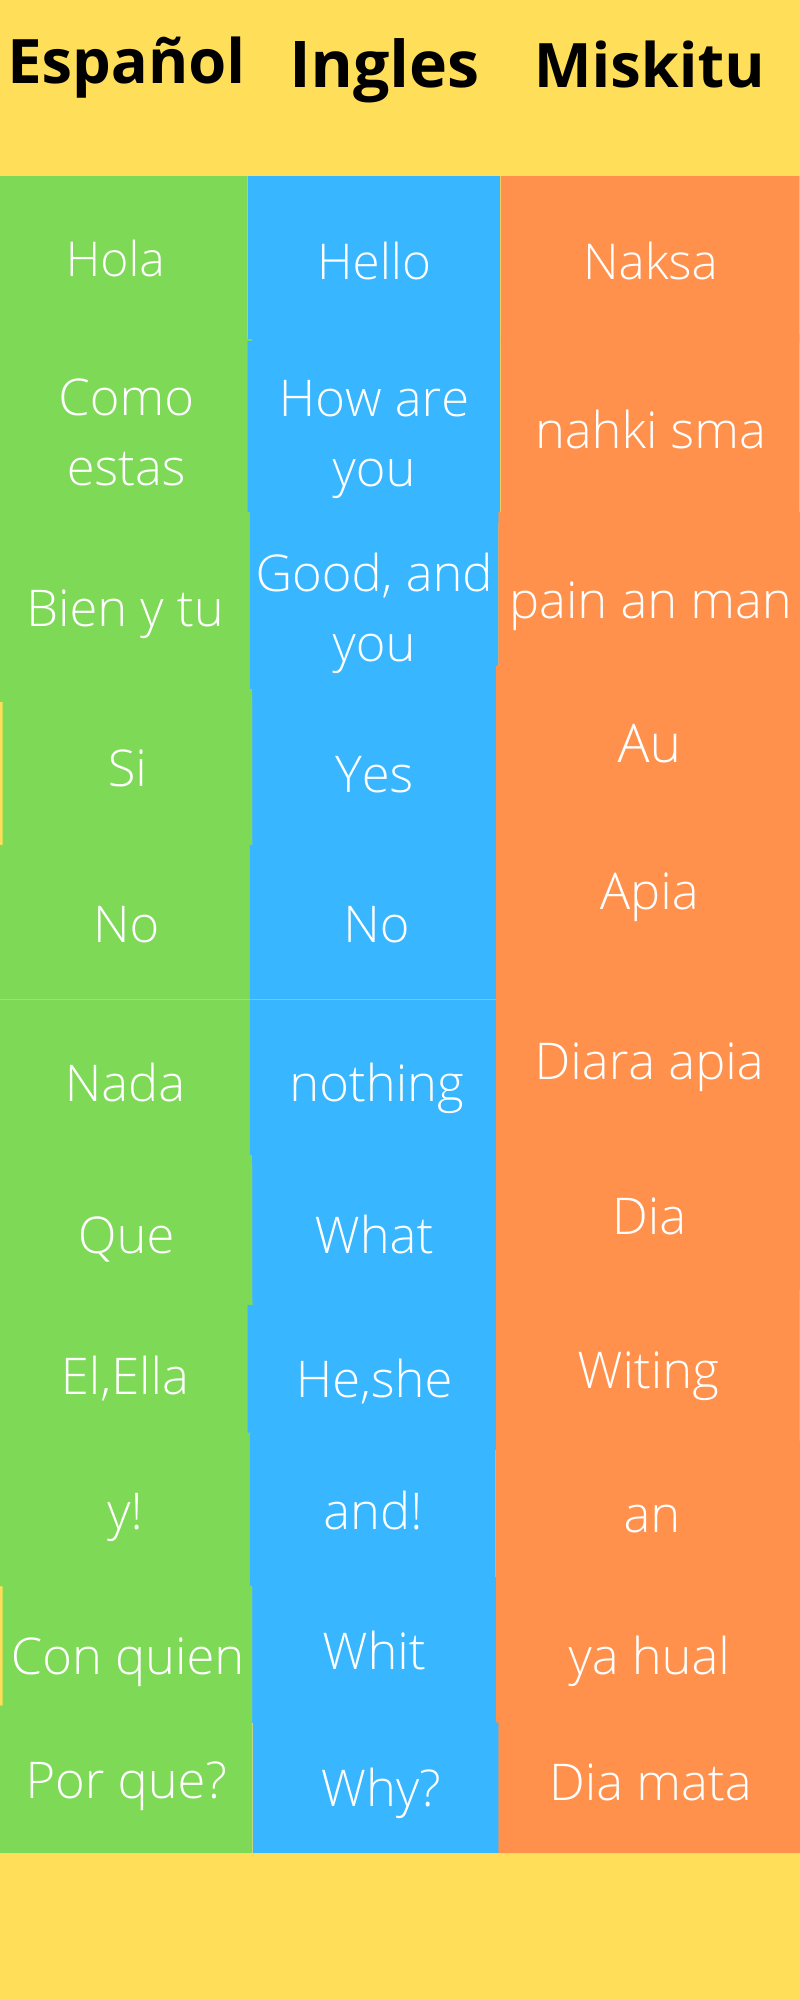 Español Ingles Miskitu
Hola Hello Naksa
Como
estas
How are
you
nahki sma
Bien y tu
Good, and
you
pain an man
Si Yes Au
No No Apia
Nada nothing Diara apia
Que What Dia
El,Ella He,she Witing
y! and! an
Con quien Whit ya hual
Por que? Why? Dia mata